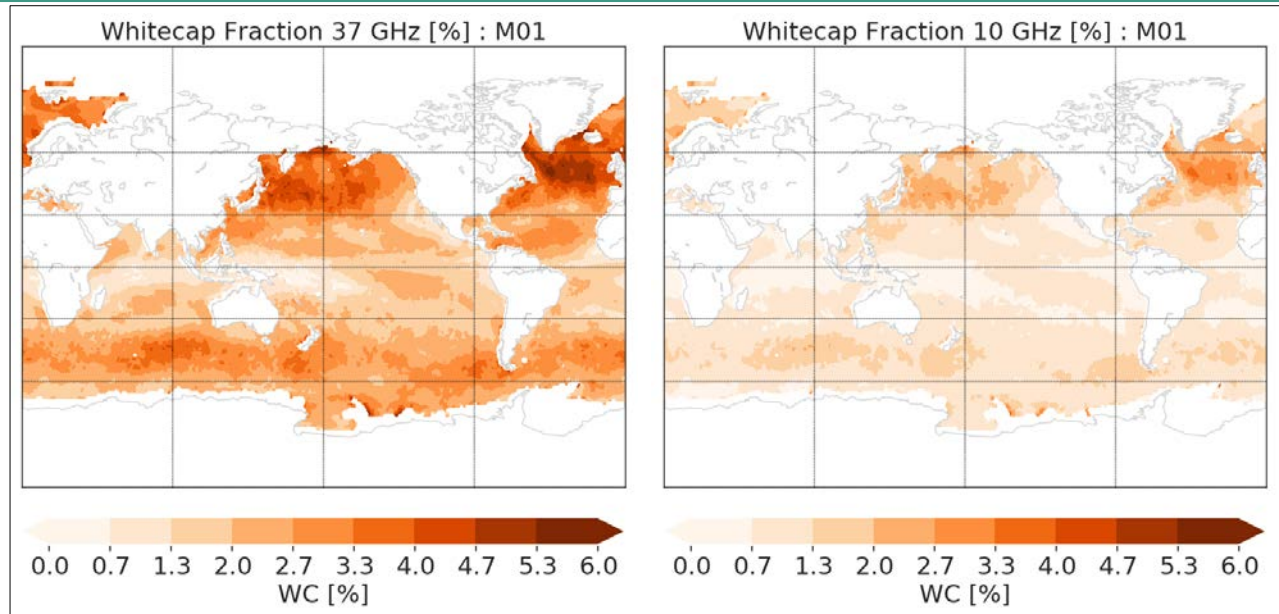 Whitecap Fraction 37 GHz [%] : M01
Whitecap Fraction 10 GHz [%] : M01
0.0 0.7 1.3 2.0 2.7 3.3 4.0 4.7 5.3 6.0
WC [%]
0.0 0.7 1.3 2.0 2.7 3.3 4.0 4.7 5.3 6.0
WC [%]